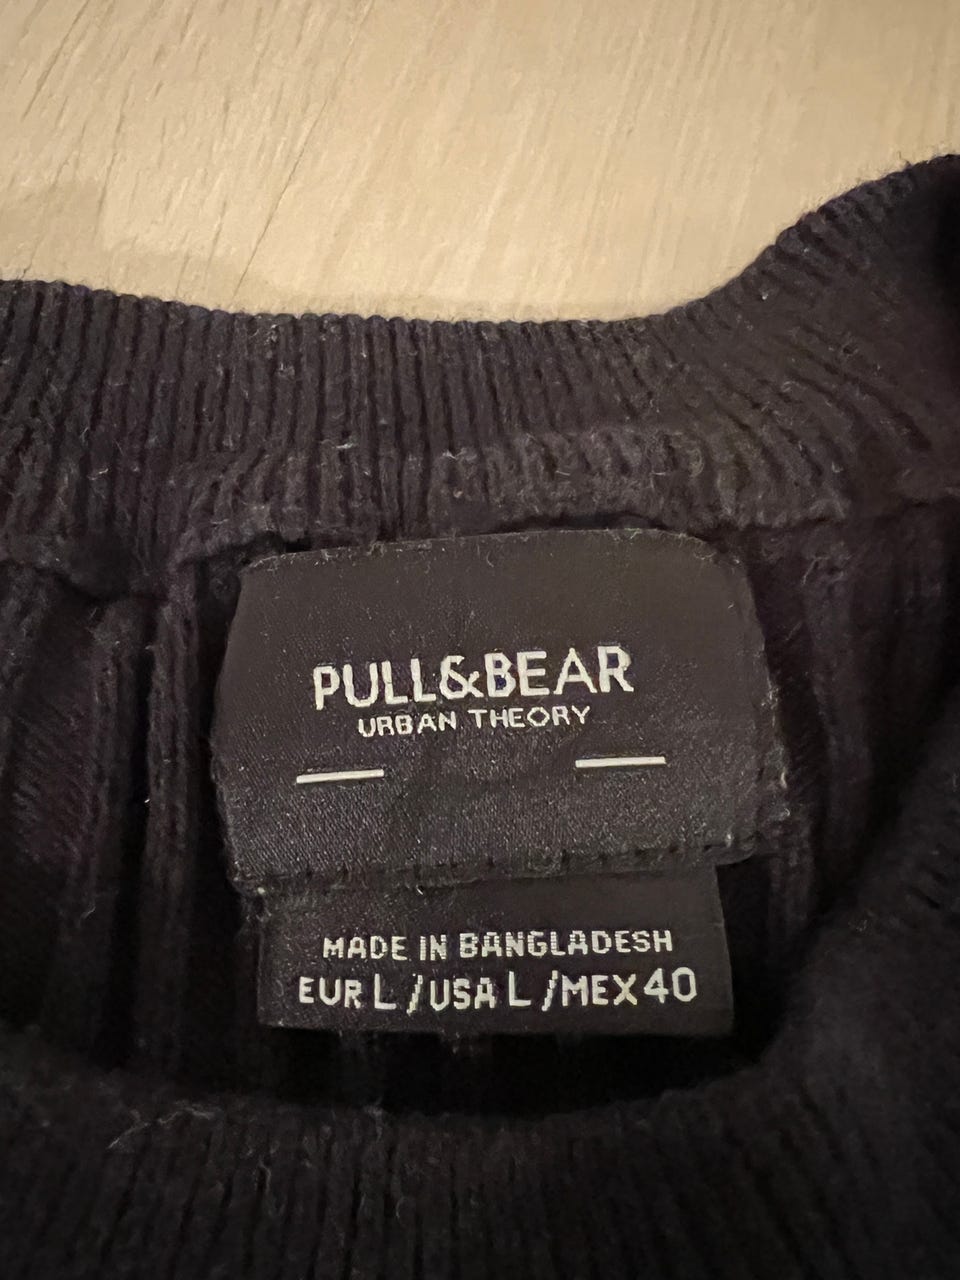 PULL&BEAR
URBAN THEORY
MADE IN BANGLADESH
EUR L /USA L /MEX 40